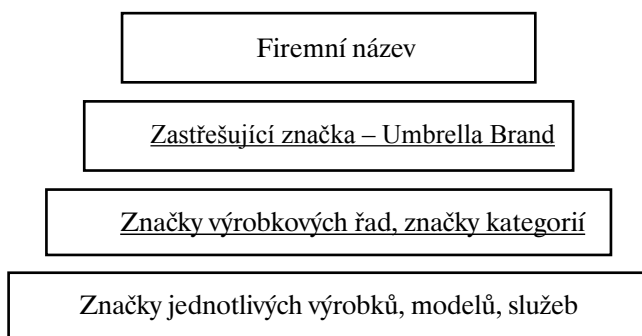 Firemní název
Zastřešující značka – Umbrella Brand
Značky výrobkových řad, značky kategorií
Značky jednotlivých výrobků, modelů, služeb